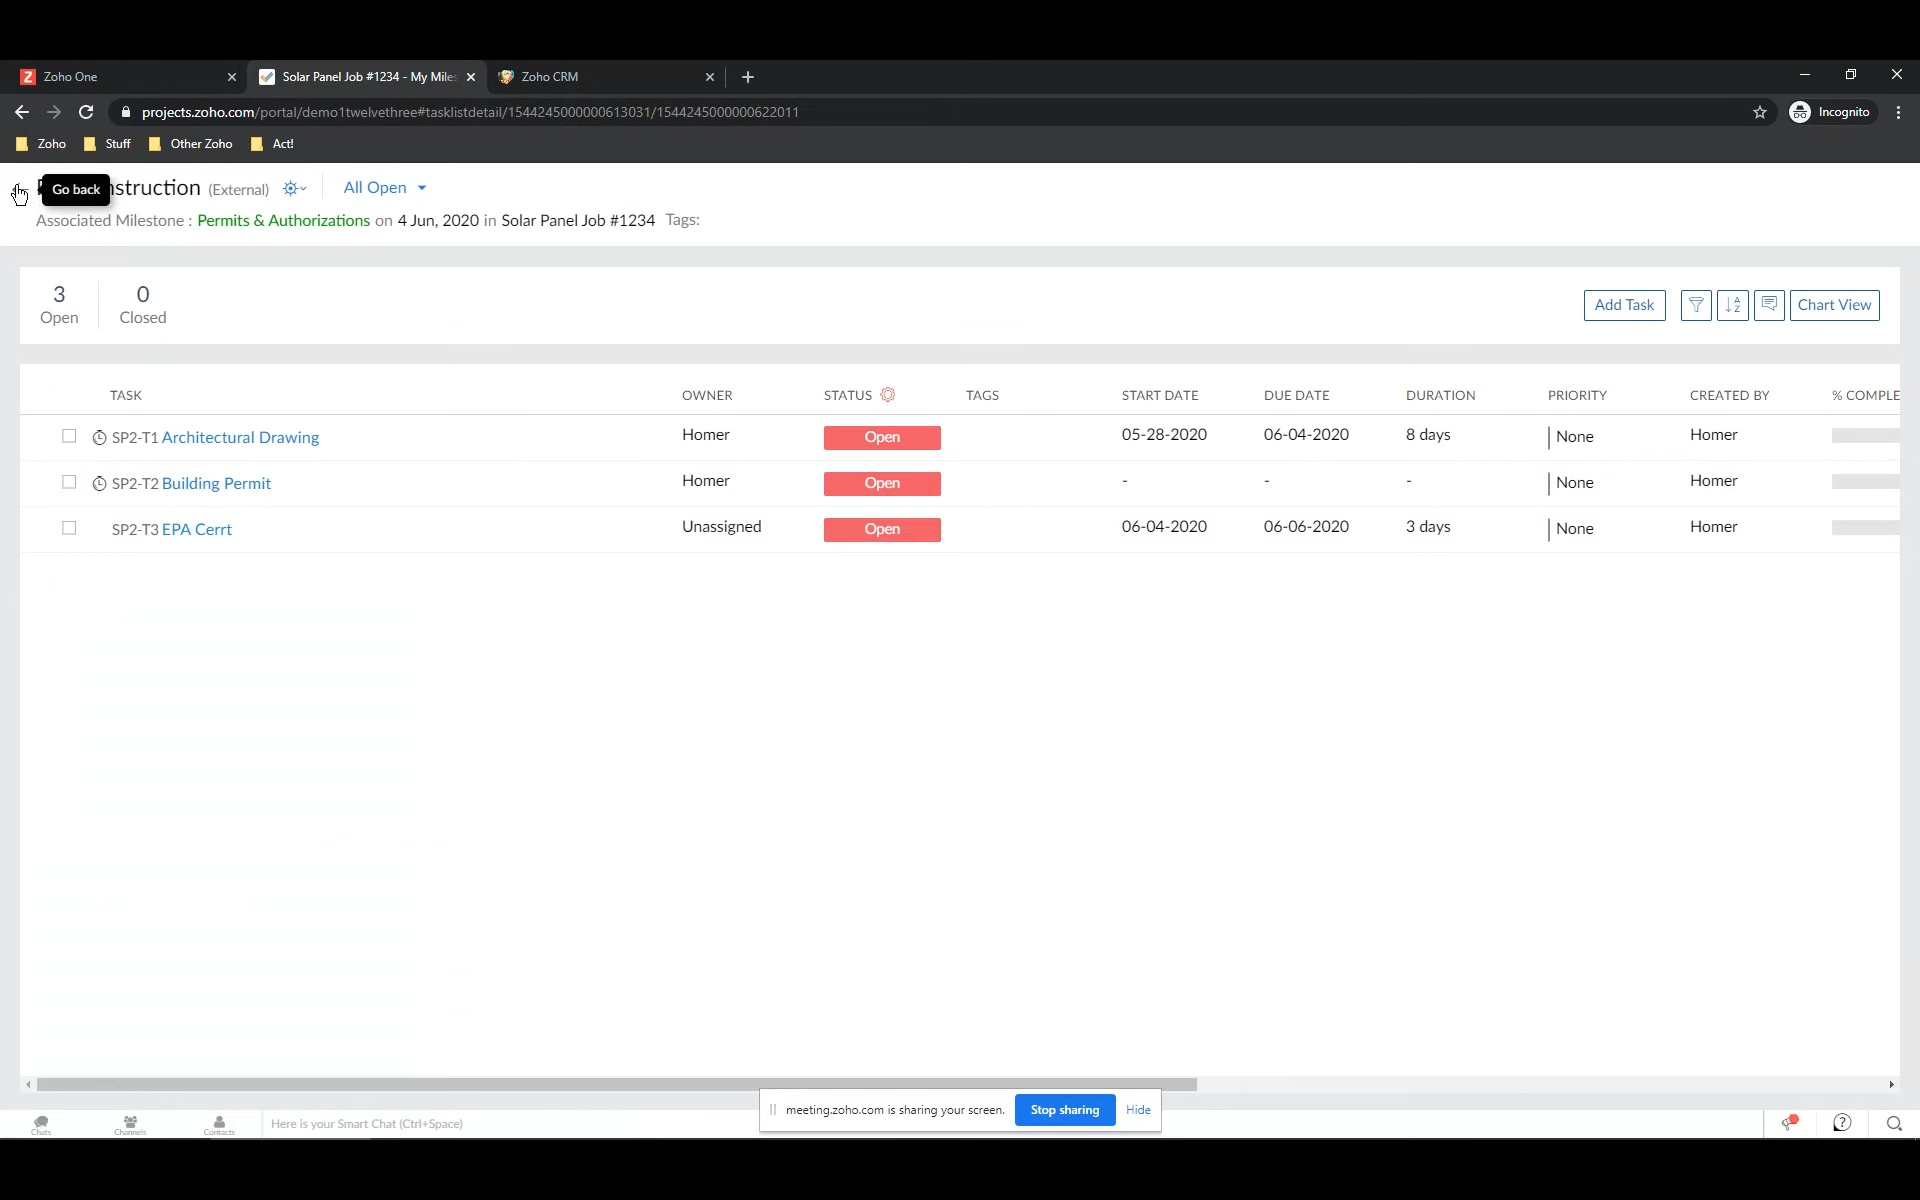 Zoho One
Solar Panel Job #1234 - My Miles
Zoho CRM
projects.zoho.com/portal/demo1twelvethree#tasklistdetail/1544245000000613031/1544245000000622011
Incognito
Zoho Stuff Other Zoho Act!
Go back
nstruction (External) All Open
Associated Milestone : Permits & Authorizations on 4 Jun, 2020 in Solar Panel Job #1234 Tags:
3 0
Open Closed
Add Task A Z Chart View
TASK OWNER STATUS TAGS START DATE DUE DATE DURATION PRIORITY CREATED BY % COMPLE
SP2-T1 Architectural Drawing Homer Open 05-28-2020 06-04-2020 8 days None Homer
SP2-T2 Building Permit Homer Open - - - None Homer
SP2-T3 EPA Cerrt Unassigned Open 06-04-2020 06-06-2020 3 days None Homer
meeting.zoho.com is sharing your screen. Stop sharing Hide
Chats Channels Contacts Here is your Smart Chat (Ctrl+Space)